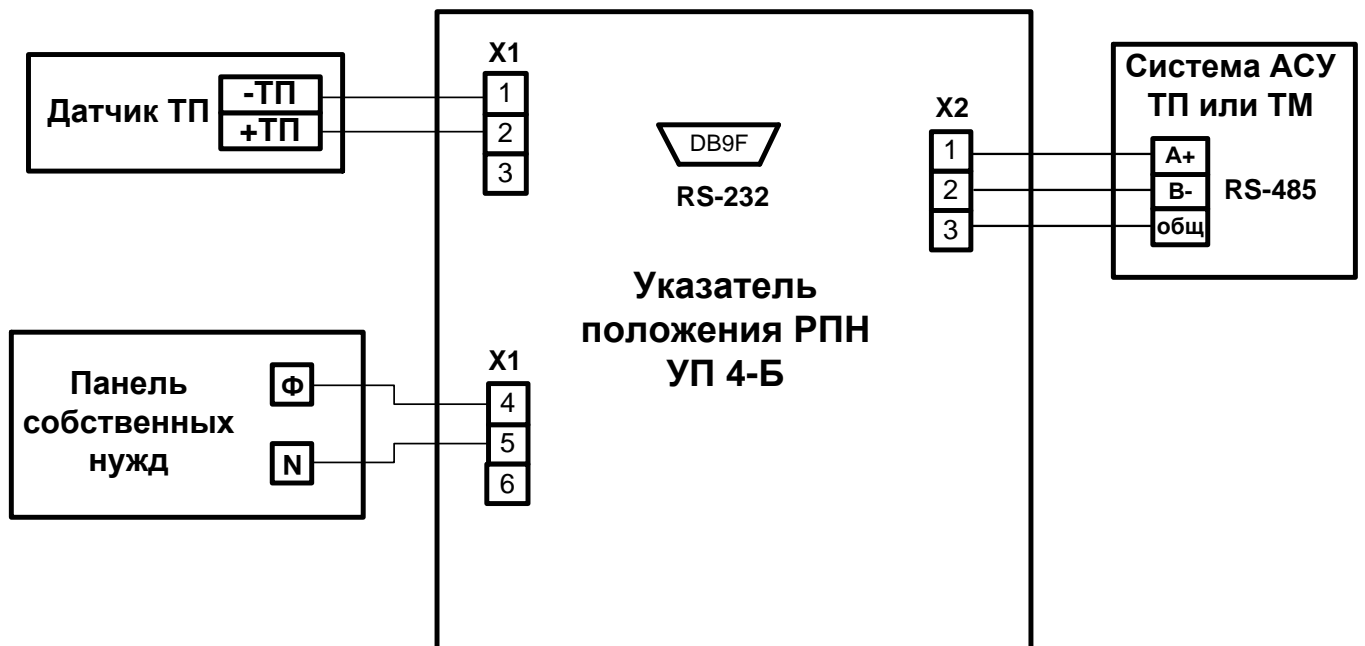 Датчик ТП
-ТП
+ТП
X1
1
2
3
DB9F
RS-232
X2
1
2
3
Система АСУ
ТП или ТМ
A+
B-
общ
RS-485
Указатель
положения РПН
УП 4-Б
Панель
собственных
нужд
Ф
N
X1
4
5
6